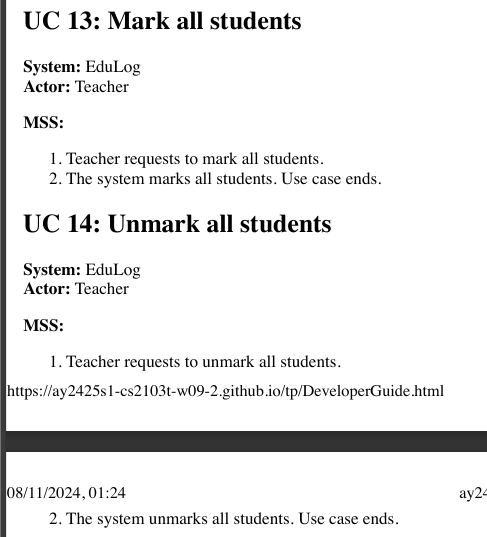 UC 13: Mark all students
System: EduLog
Actor: Teacher
MSS:
1. Teacher requests to mark all students.
2. The system marks all students. Use case ends.
UC 14: Unmark all students
System: EduLog
Actor: Teacher
MSS:
1. Teacher requests to unmark all students.
https://ay2425s1-cs2103t-w09-2.github.io/tp/DeveloperGuide.html
08/11/2024, 01:24 ay24
2. The system unmarks all students. Use case ends.